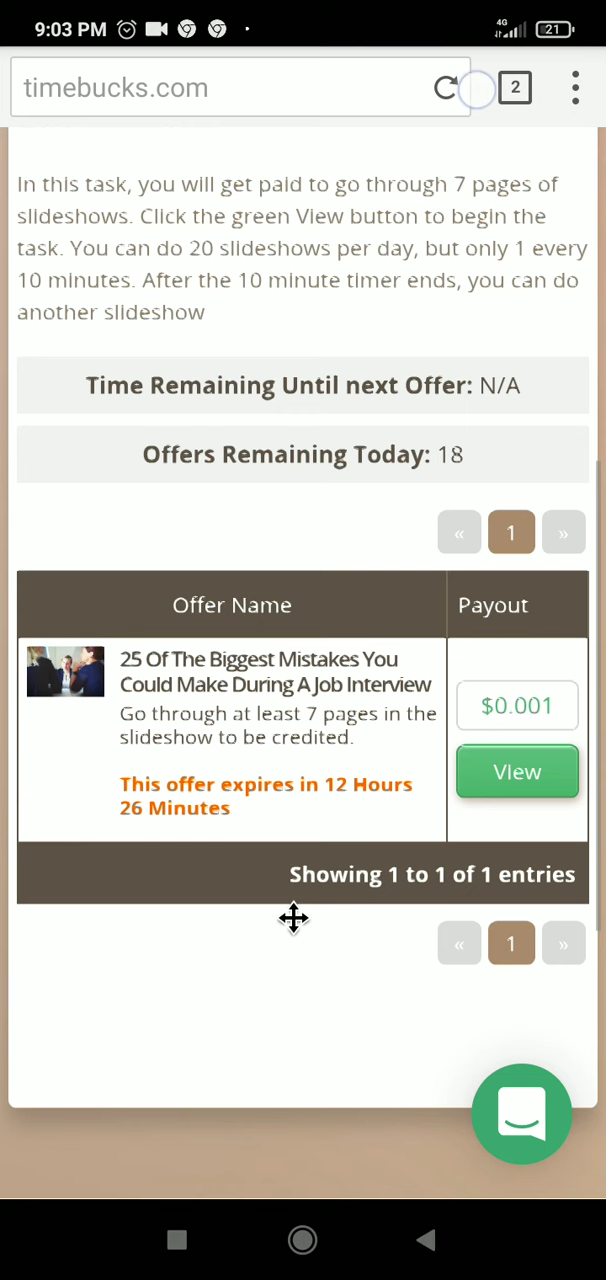 9:03 PM
4G
21
timebucks.com
2
In this task, you will get paid to go through 7 pages of
slideshows. Click the green View button to begin the
task. You can do 20 slideshows per day, but only 1 every
10 minutes. After the 10 minute timer ends, you can do
another slideshow
Time Remaining Until next Offer: N/A
Offers Remaining Today: 18
« 1 »
Offer Name Payout
25 Of The Biggest Mistakes You
Could Make During A Job Interview
Go through at least 7 pages in the
slideshow to be credited.
This offer expires in 12 Hours
26 Minutes
$0.001
VIew
Showing 1 to 1 of 1 entries
« 1 »